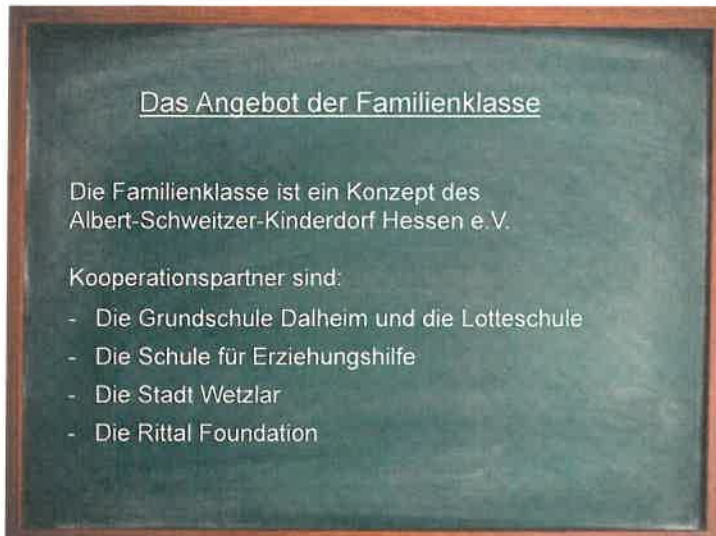 Das Angebot der Familienklasse
Die Familienklasse ist ein Konzept des
Albert-Schweitzer-Kinderdorf Hessen e.V.
Kooperationspartner sind:
- Die Grundschule Dalheim und die Lotteschule
- Die Schule für Erziehungshilfe
- Die Stadt Wetzlar
- Die Rittal Foundation